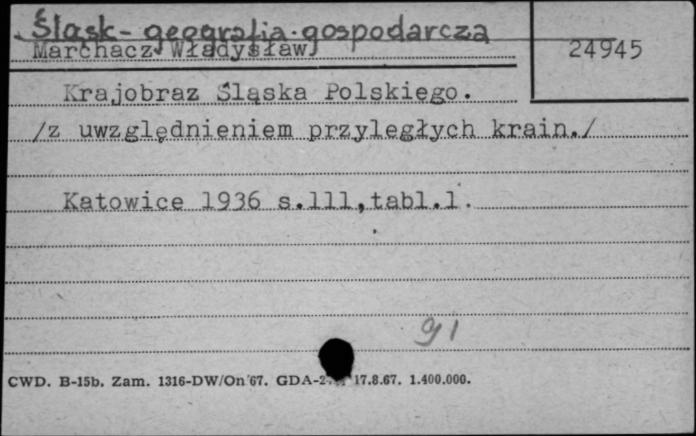 Śląsk - geografia gospodarcza
Marchacz Władysław
24945
Krajobraz Śląska Polskiego.
/z uwzględnieniem przyległych krain./
Katowice 1936 s.111,tabl.1.
91
CWD. B-15b. Zam. 1316-DW/On'67. GDA-2 17.8.67. 1.400.000.